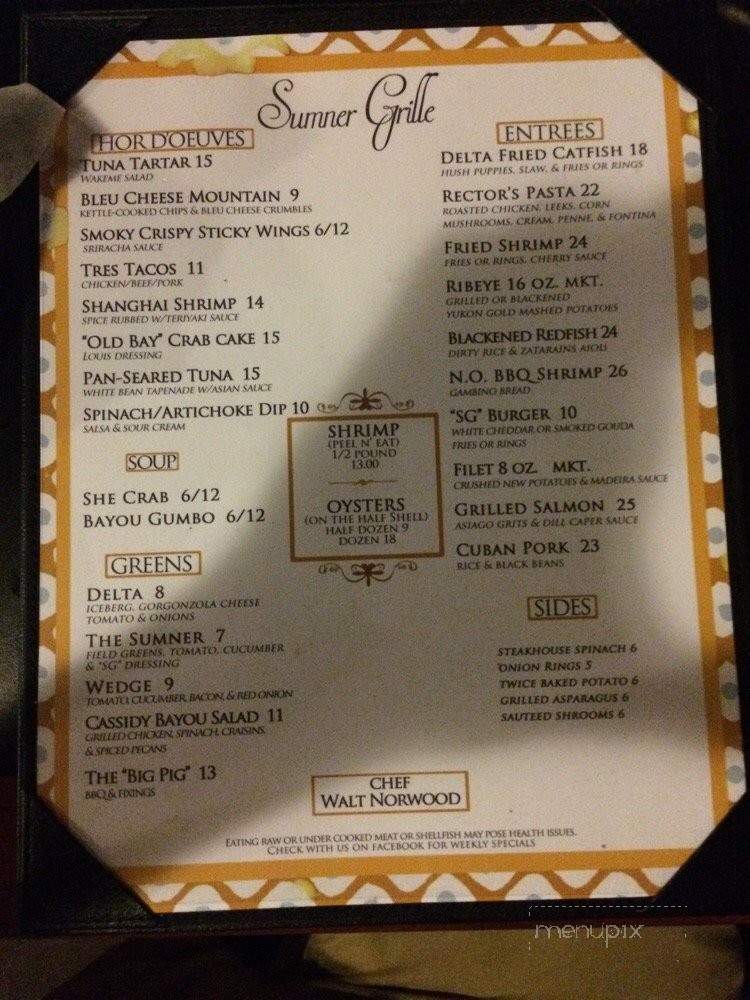 Sumner Grille
HOR D'OEUVES
TUNA TARTAR 15
WAKEME SALAD
BLEU CHEESE MOUNTAIN 9
KETTLE-COOKED CHIPS & BLEU CHEESE CRUMBLES
SMOKY CRISPY STICKY WINGS 6/12
SRIRACHA SAUCE
TRES TACOS 11
CHICKEN/BEEF/PORK
SHANGHAI SHRIMP 14
SPICE RUBBED W/TERIYAKI SAUCE
"OLD BAY" CRAB CAKE 15
LOUIS DRESSING
PAN-SEARED TUNA 15
WHITE BEAN TAPENADE W/ASIAN SAUCE
SPINACH/ARTICHOKE DIP 10
SALSA & SOUR CREAM
SOUP
SHE CRAB 6/12
BAYOU GUMBO 6/12
GREENS
DELTA 8
ICEBERG, GORGONZOLA CHEESE
TOMATO & ONIONS
THE SUMNER 7
FIELD GREENS, TOMATO, CUCUMBER
& "SG" DRESSING
WEDGE 9
TOMATO, CUCUMBER, BACON, & RED ONION
CASSIDY BAYOU SALAD 11
GRILLED CHICKEN, SPINACH, CRAISINS,
& SPICED PECANS
THE "BIG PIG" 13
BBQ & FIXINGS
SHRIMP
(PEEL N' EAT)
1/2 POUND
13.00
OYSTERS
(ON THE HALF SHELL)
HALF DOZEN 9
DOZEN 18
ENTREES
DELTA FRIED CATFISH 18
HUSH PUPPIES, SLAW, & FRIES OR RINGS
RECTOR'S PASTA 22
ROASTED CHICKEN, LEEKS, CORN
MUSHROOMS, CREAM, PENNE, & FONTINA
FRIED SHRIMP 24
FRIES OR RINGS, CHERRY SAUCE
RIBEYE 16 OZ. MKT.
GRILLED OR BLACKENED
YUKON GOLD MASHED POTATOES
BLACKENED REDFISH 24
DIRTY RICE & ZATARAINS AIOLI
N.O. BBQ SHRIMP 26
GAMBINO BREAD
"SG" BURGER 10
WHITE CHEDDAR OR SMOKED GOUDA
FRIES OR RINGS
FILET 8 OZ. MKT.
CRUSHED NEW POTATOES & MADEIRA SAUCE
GRILLED SALMON 25
ASIAGO GRITS & DILL CAPER SAUCE
CUBAN PORK 23
RICE & BLACK BEANS
SIDES
STEAKHOUSE SPINACH 6
ONION RINGS 5
TWICE BAKED POTATO 6
GRILLED ASPARAGUS 6
SAUTEED SHROOMS 6
CHEF
WALT NORWOOD
EATING RAW OR UNDER COOKED MEAT OR SHELLFISH MAY POSE HEALTH ISSUES.
CHECK WITH US ON FACEBOOK FOR WEEKLY SPECIALS
menupix